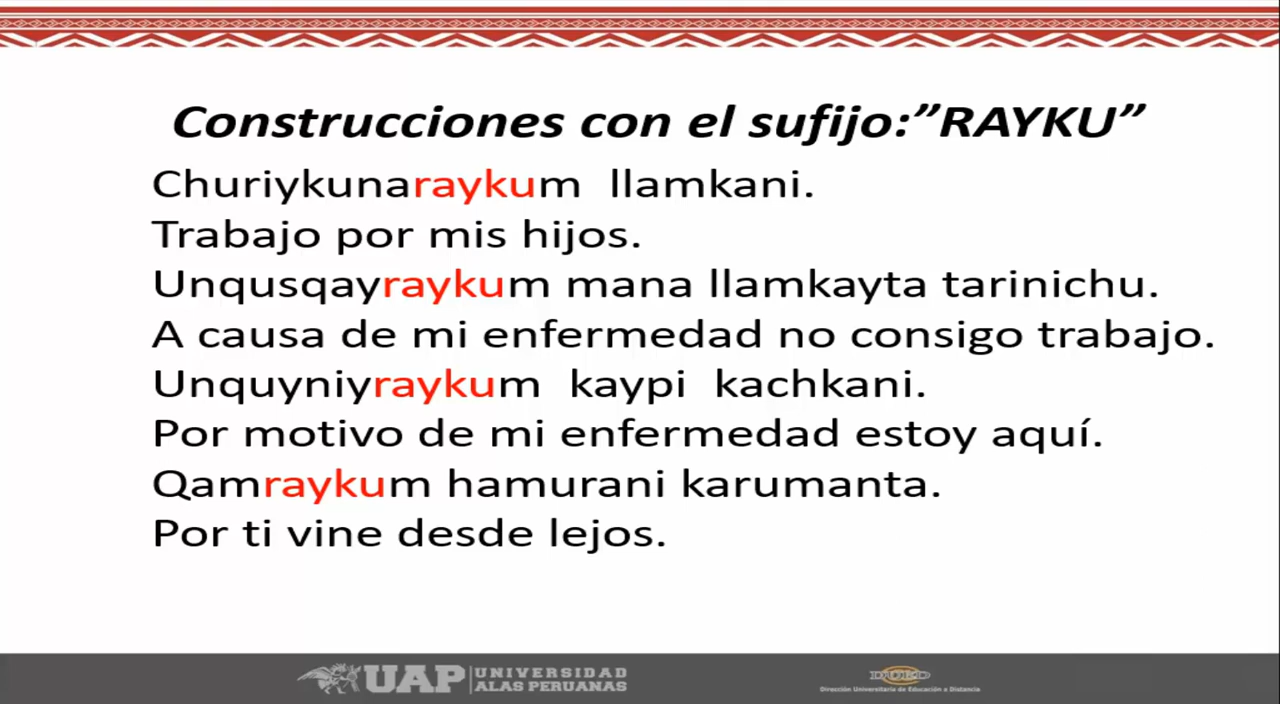 Construcciones con el sufijo:”RAYKU”
Churiykunaraykum llamkani.
Trabajo por mis hijos.
Unqusqayraykum mana llamkayta tarinichu.
A causa de mi enfermedad no consigo trabajo.
Unquyniyraykum kaypi kachkani.
Por motivo de mi enfermedad estoy aquí.
Qamraykum hamurani karumanta.
Por ti vine desde lejos.
UAP UNIVERSIDAD
ALAS PERUANAS
DUED
Dirección Universitaria de Educación a Distancia